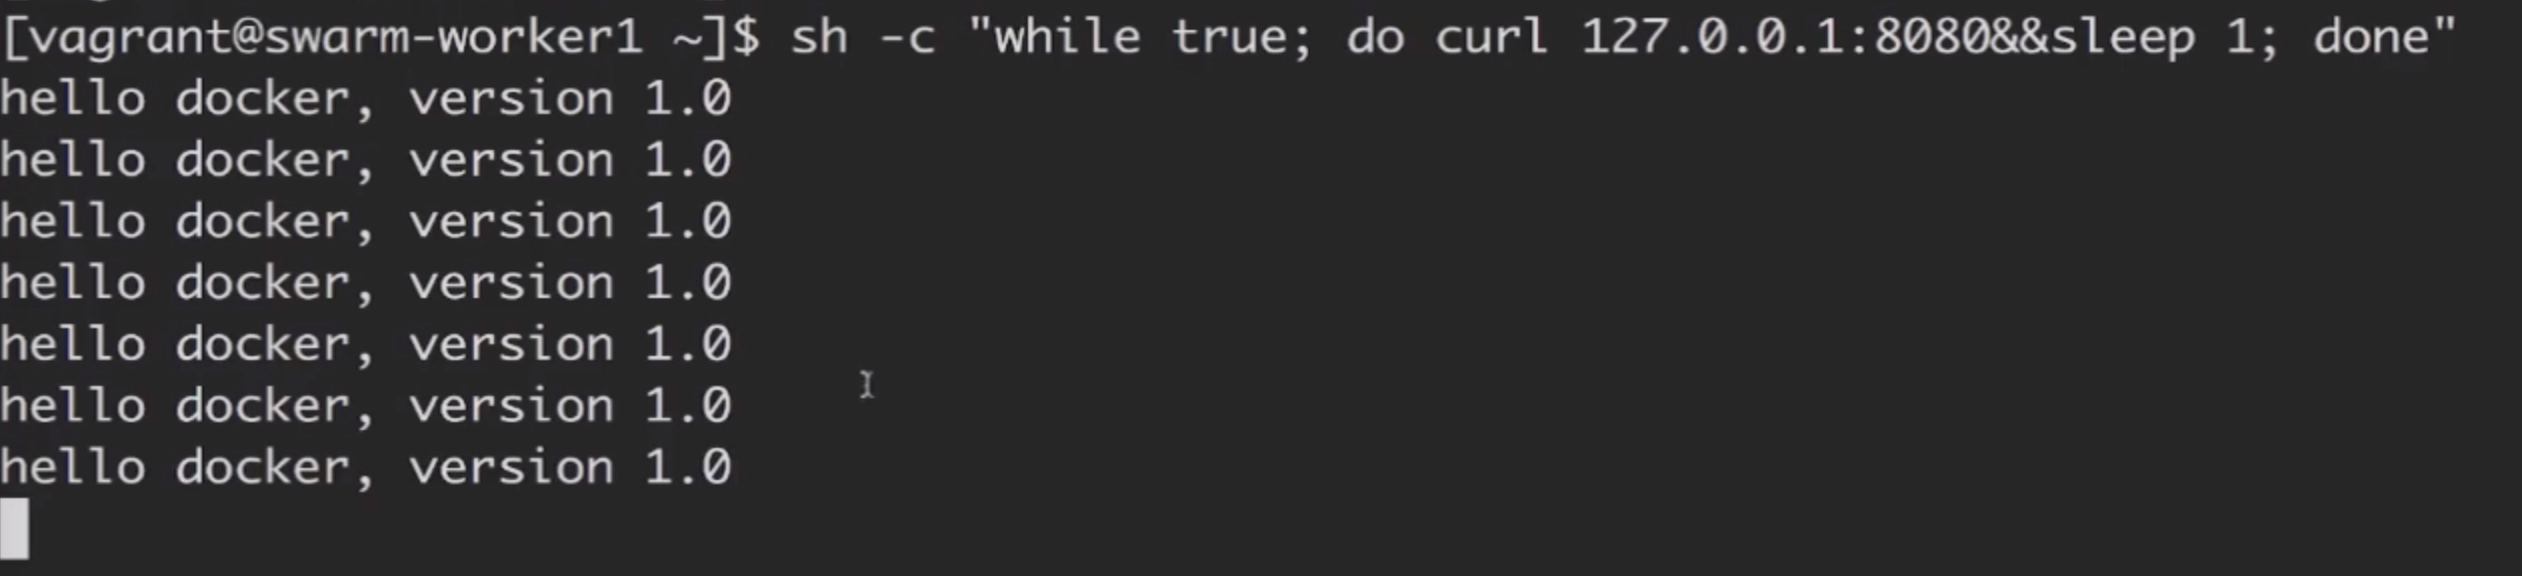 [vagrant@swarm-worker1 ~]$ sh -c "while true; do curl 127.0.0.1:8080&&sleep 1; done"
hello docker, version 1.0
hello docker, version 1.0
hello docker, version 1.0
hello docker, version 1.0
hello docker, version 1.0
hello docker, version 1.0
hello docker, version 1.0